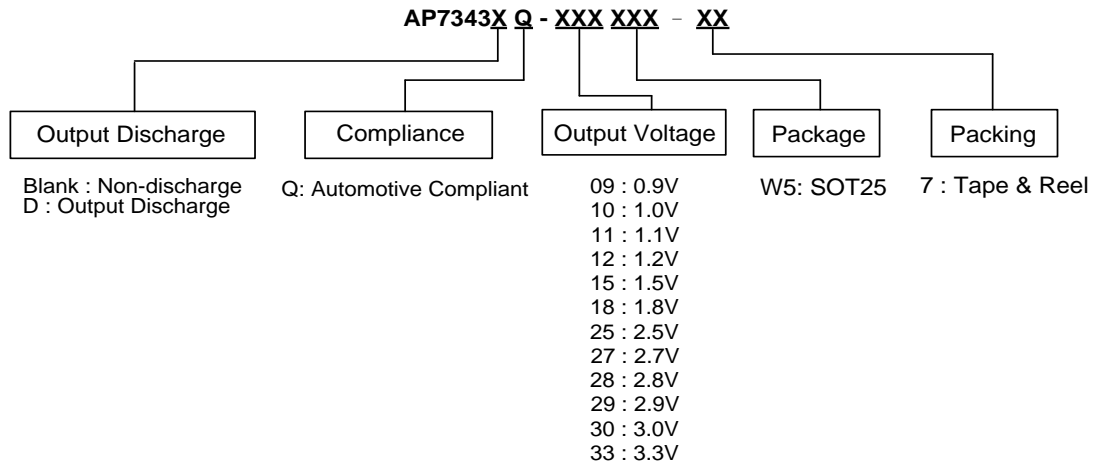 AP7343X Q - XXX XXX – XX
Output Discharge
Compliance
Output Voltage
Package
Packing
Blank : Non-discharge
D : Output Discharge
Q: Automotive Compliant
09 : 0.9V
10 : 1.0V
11 : 1.1V
12 : 1.2V
15 : 1.5V
18 : 1.8V
25 : 2.5V
27 : 2.7V
28 : 2.8V
29 : 2.9V
30 : 3.0V
33 : 3.3V
W5: SOT25
7 : Tape & Reel